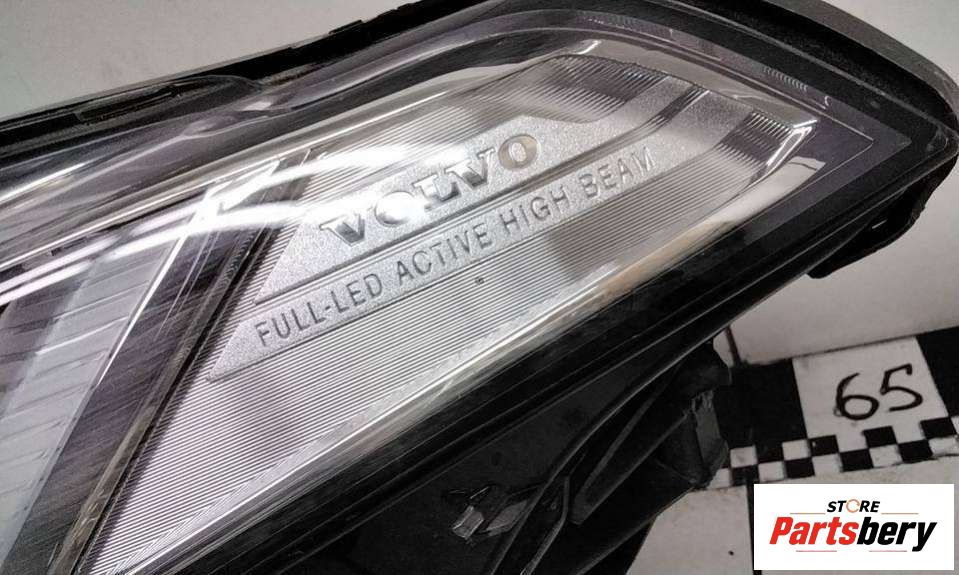 VOLVO
FULL-LED ACTIVE HIGH BEAM
65
STORE
Partsbery